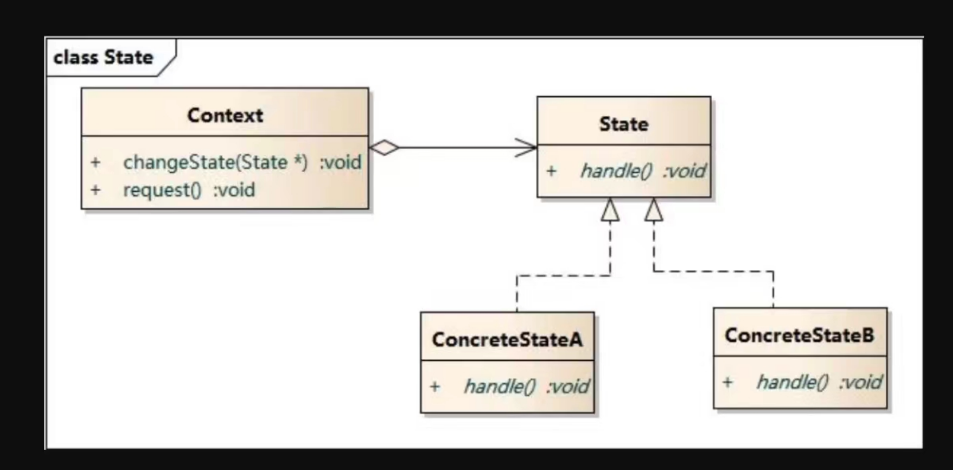 class State
Context
+ changeState(State *) :void
+ request() :void
State
+ handle() :void
ConcreteStateA
+ handle() :void
ConcreteStateB
+ handle() :void